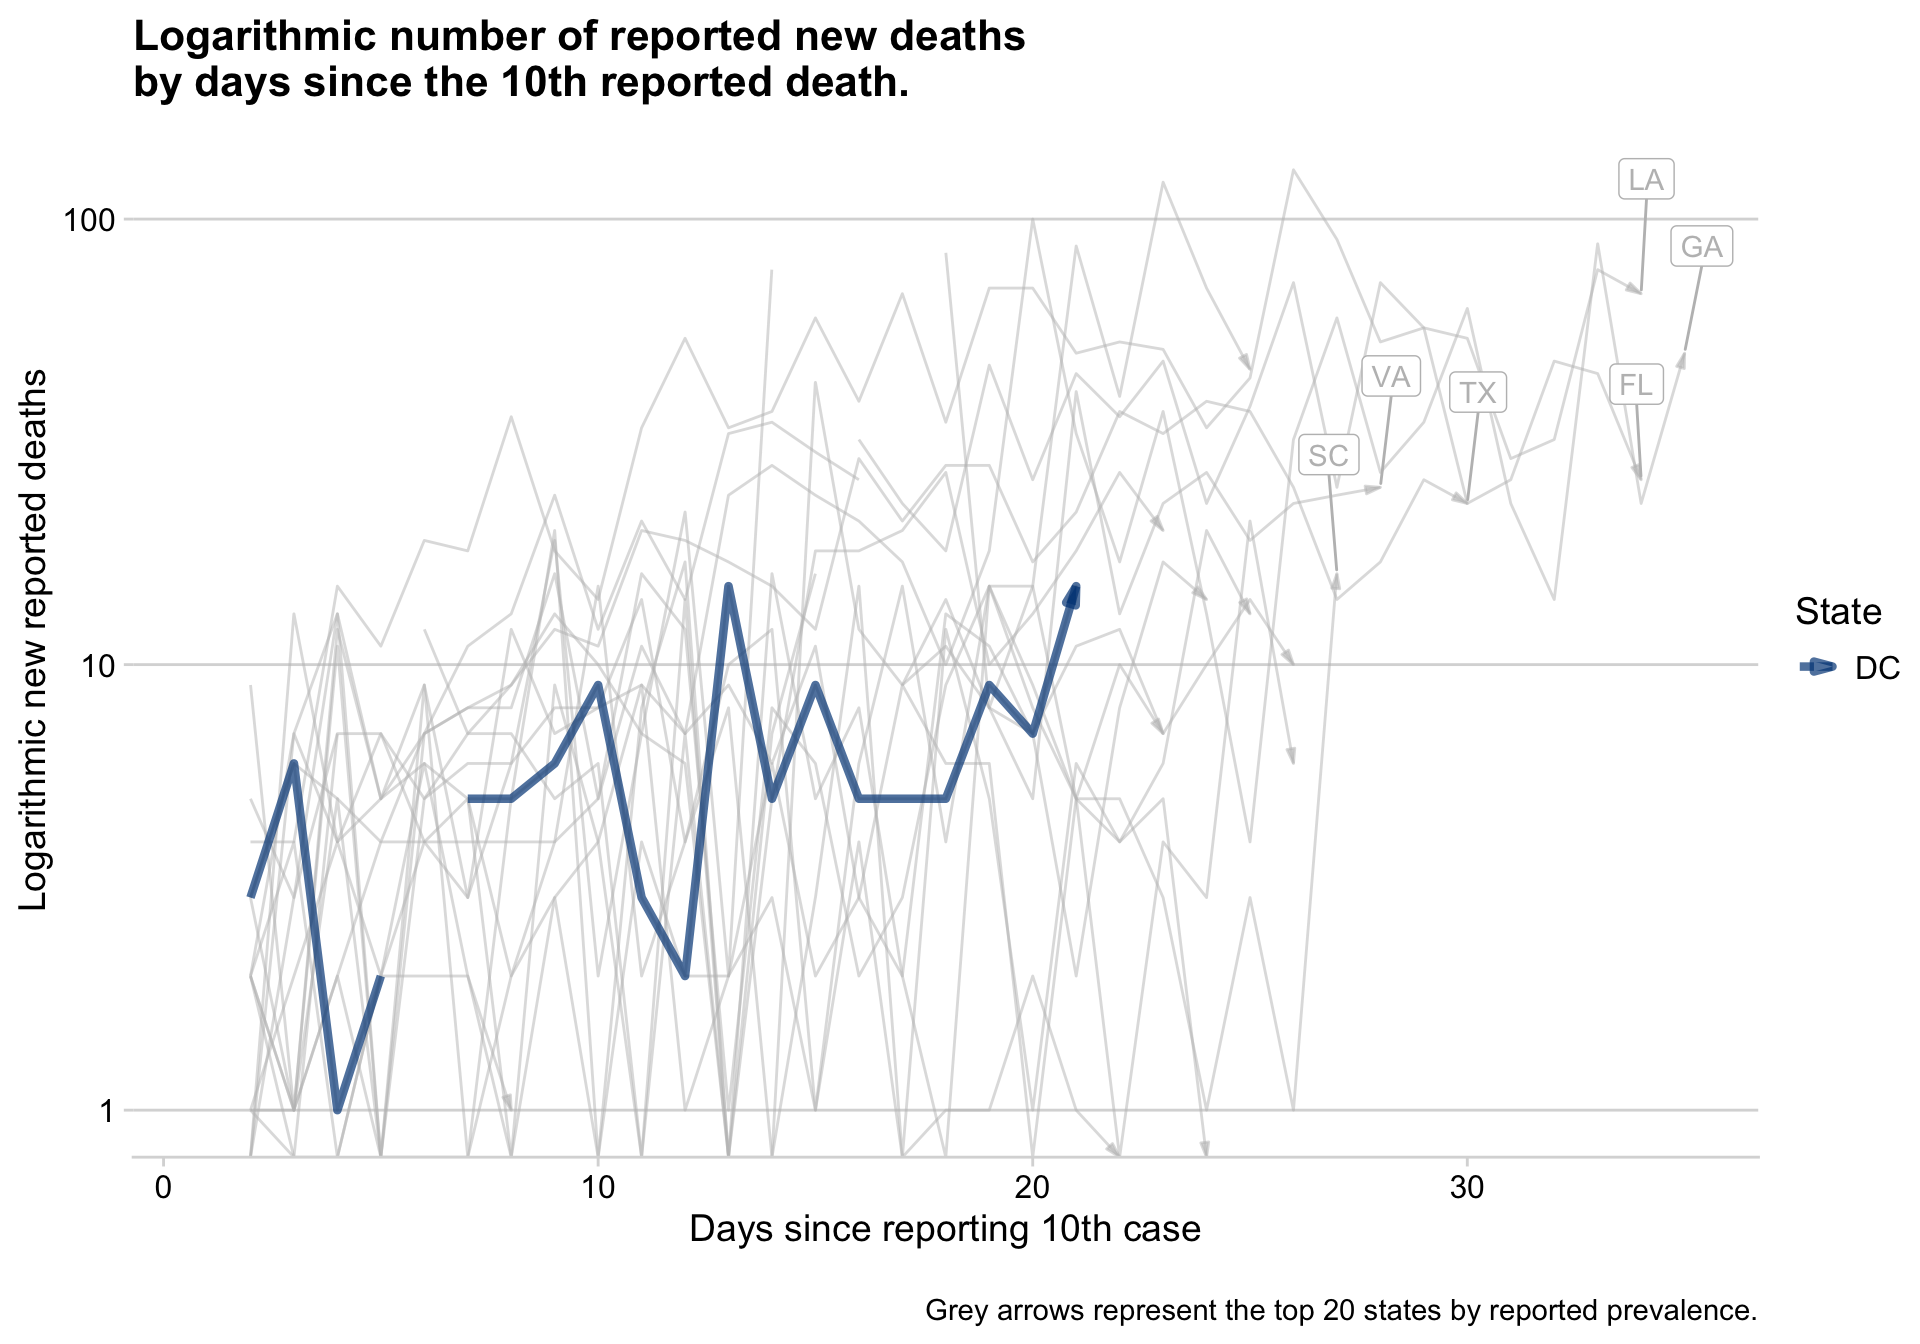 Logarithmic number of reported new deaths
by days since the 10th reported death.
Logarithmic new reported deaths
100
10
1
LA
GA
VA
TX
FL
SC
State
DC
0 10 20 30
Days since reporting 10th case
Grey arrows represent the top 20 states by reported prevalence.